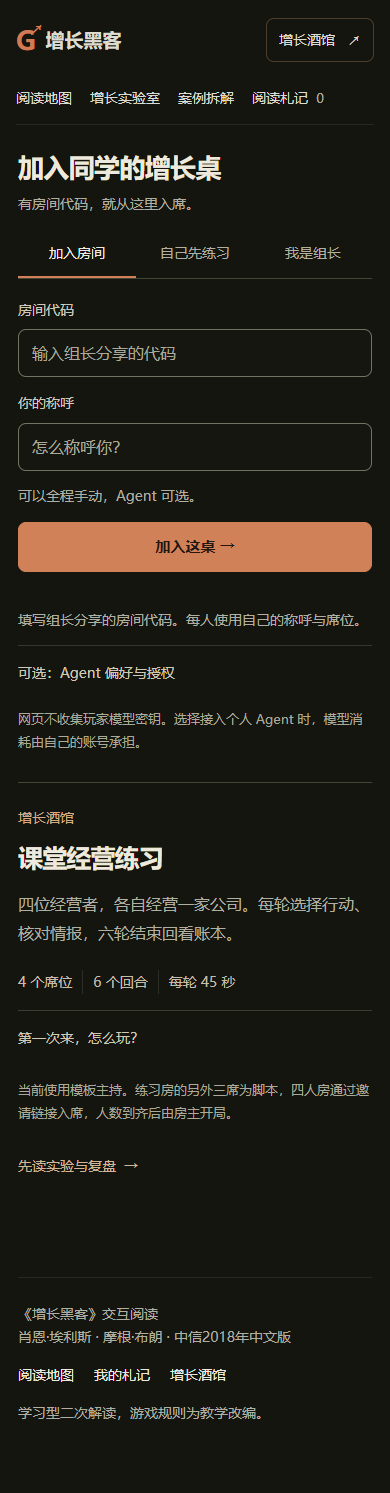 G 增长黑客
增长酒馆 ↗
阅读地图 增长实验室 案例拆解 阅读札记 0
加入同学的增长桌
有房间代码，就从这里入席。
加入房间 自己先练习 我是组长
房间代码
输入组长分享的代码
你的称呼
怎么称呼你？
可以全程手动，Agent 可选。
加入这桌 →
填写组长分享的房间代码。每人使用自己的称呼与席位。
可选：Agent 偏好与授权
网页不收集玩家模型密钥。选择接入个人 Agent 时，模型消
耗由自己的账号承担。
增长酒馆
课堂经营练习
四位经营者，各自经营一家公司。每轮选择行动、
核对情报，六轮结束回看账本。
4 个席位 6 个回合 每轮 45 秒
第一次来，怎么玩？
当前使用模板主持。练习房的另外三席为脚本，四人房通过邀
请链接入席，人数到齐后由房主开局。
先读实验与复盘 →
《增长黑客》交互阅读
肖恩·埃利斯 · 摩根·布朗 · 中信2018年中文版
阅读地图 我的札记 增长酒馆
学习型二次解读，游戏规则为教学改编。